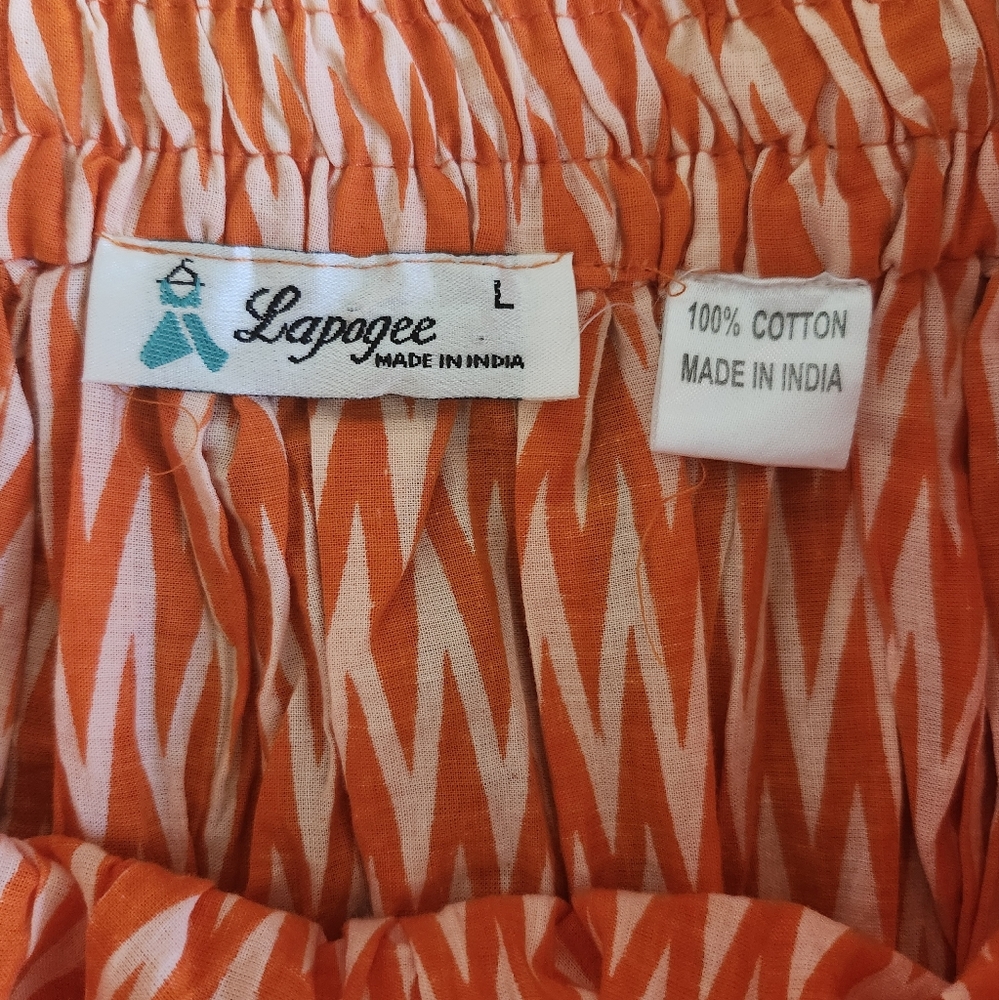 Lapogee
L
MADE IN INDIA
100% COTTON
MADE IN INDIA